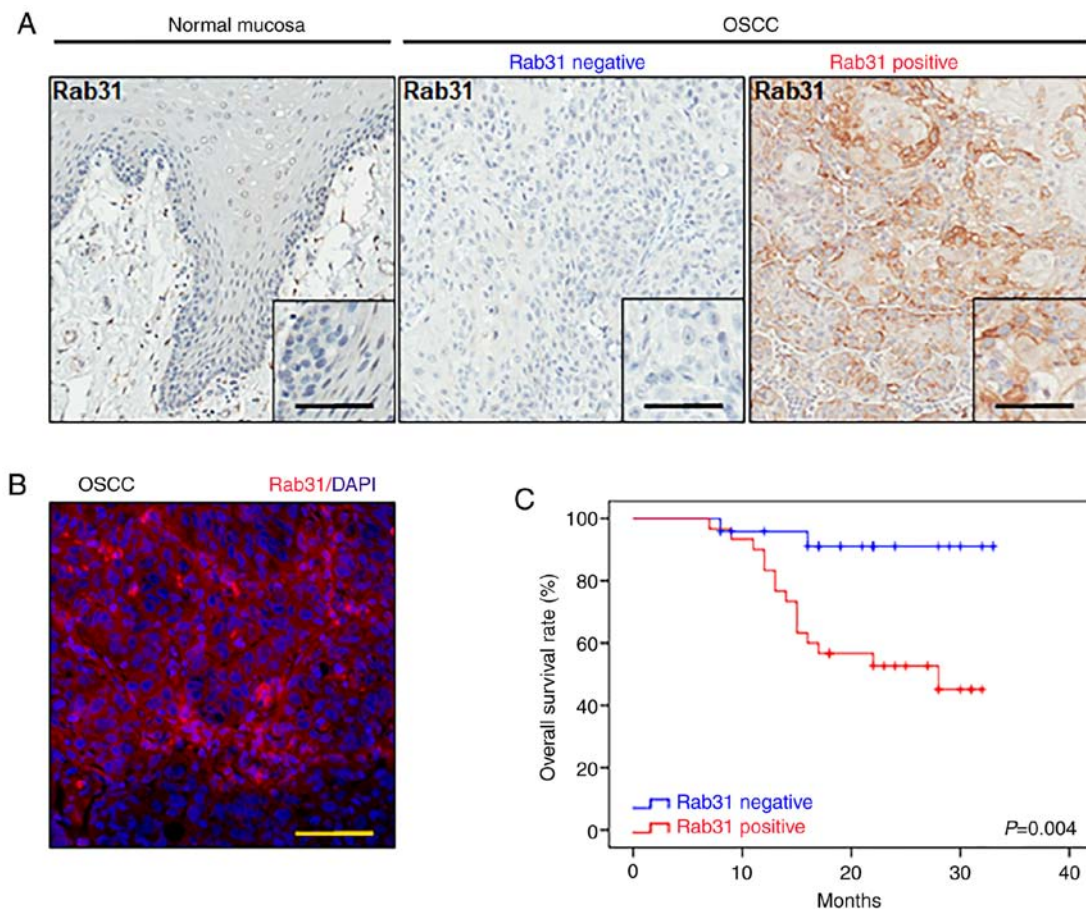 A
Normal mucosa
OSCC
Rab31 negative
Rab31 positive
Rab31
Rab31
Rab31
B
OSCC
Rab31/DAPI
C
Overall survival rate (%)
100
80
60
40
20
0
Rab31 negative
Rab31 positive
P=0.004
0 10 20 30 40
Months